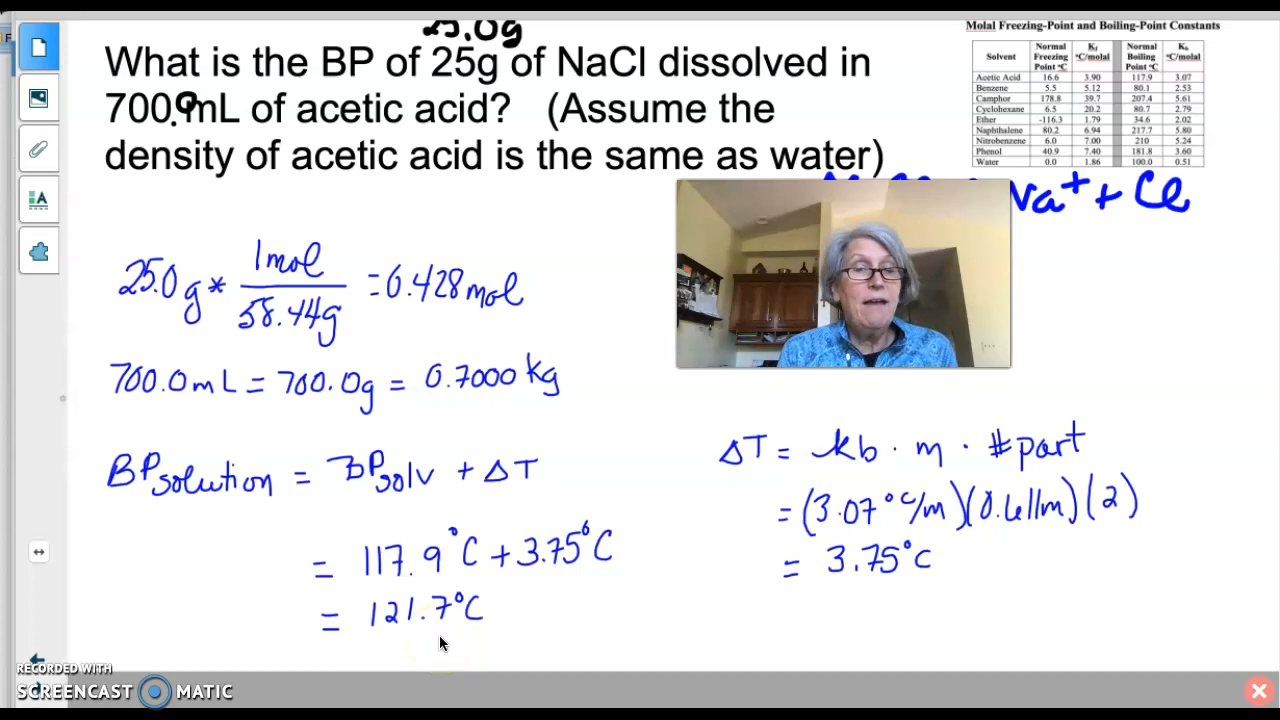 25.0g
What is the BP of 25g of NaCl dissolved in
700.0mL of acetic acid? (Assume the
density of acetic acid is the same as water)
Molal Freezing-Point and Boiling-Point Constants
Solvent Normal Freezing Point °C Kf °C/molal Normal Boiling Point °C Kb °C/molal
Acetic Acid 16.6 3.90 117.9 3.07
Benzene 5.5 5.12 80.1 2.53
Camphor 178.8 39.7 207.4 5.61
Cyclohexane 6.5 20.2 80.7 2.79
Ether -116.3 1.79 34.6 2.02
Naphthalene 80.2 6.94 217.7 5.80
Nitrobenzene 6.0 7.00 210 5.24
Phenol 40.9 7.40 181.8 3.60
Water 0.0 1.86 100.0 0.51
Na⁺ + Cl
25.0g * 1mol / 58.44g = 0.428 mol
700.0mL = 700.0g = 0.7000 kg
BPsolution = BPsolv + ΔT
= 117.9°C + 3.75°C
= 121.7°C
ΔT = kb · m · #part
= (3.07°C/m)(0.611m)(2)
= 3.75°C
RECORDED WITH
SCREENCAST MATIC